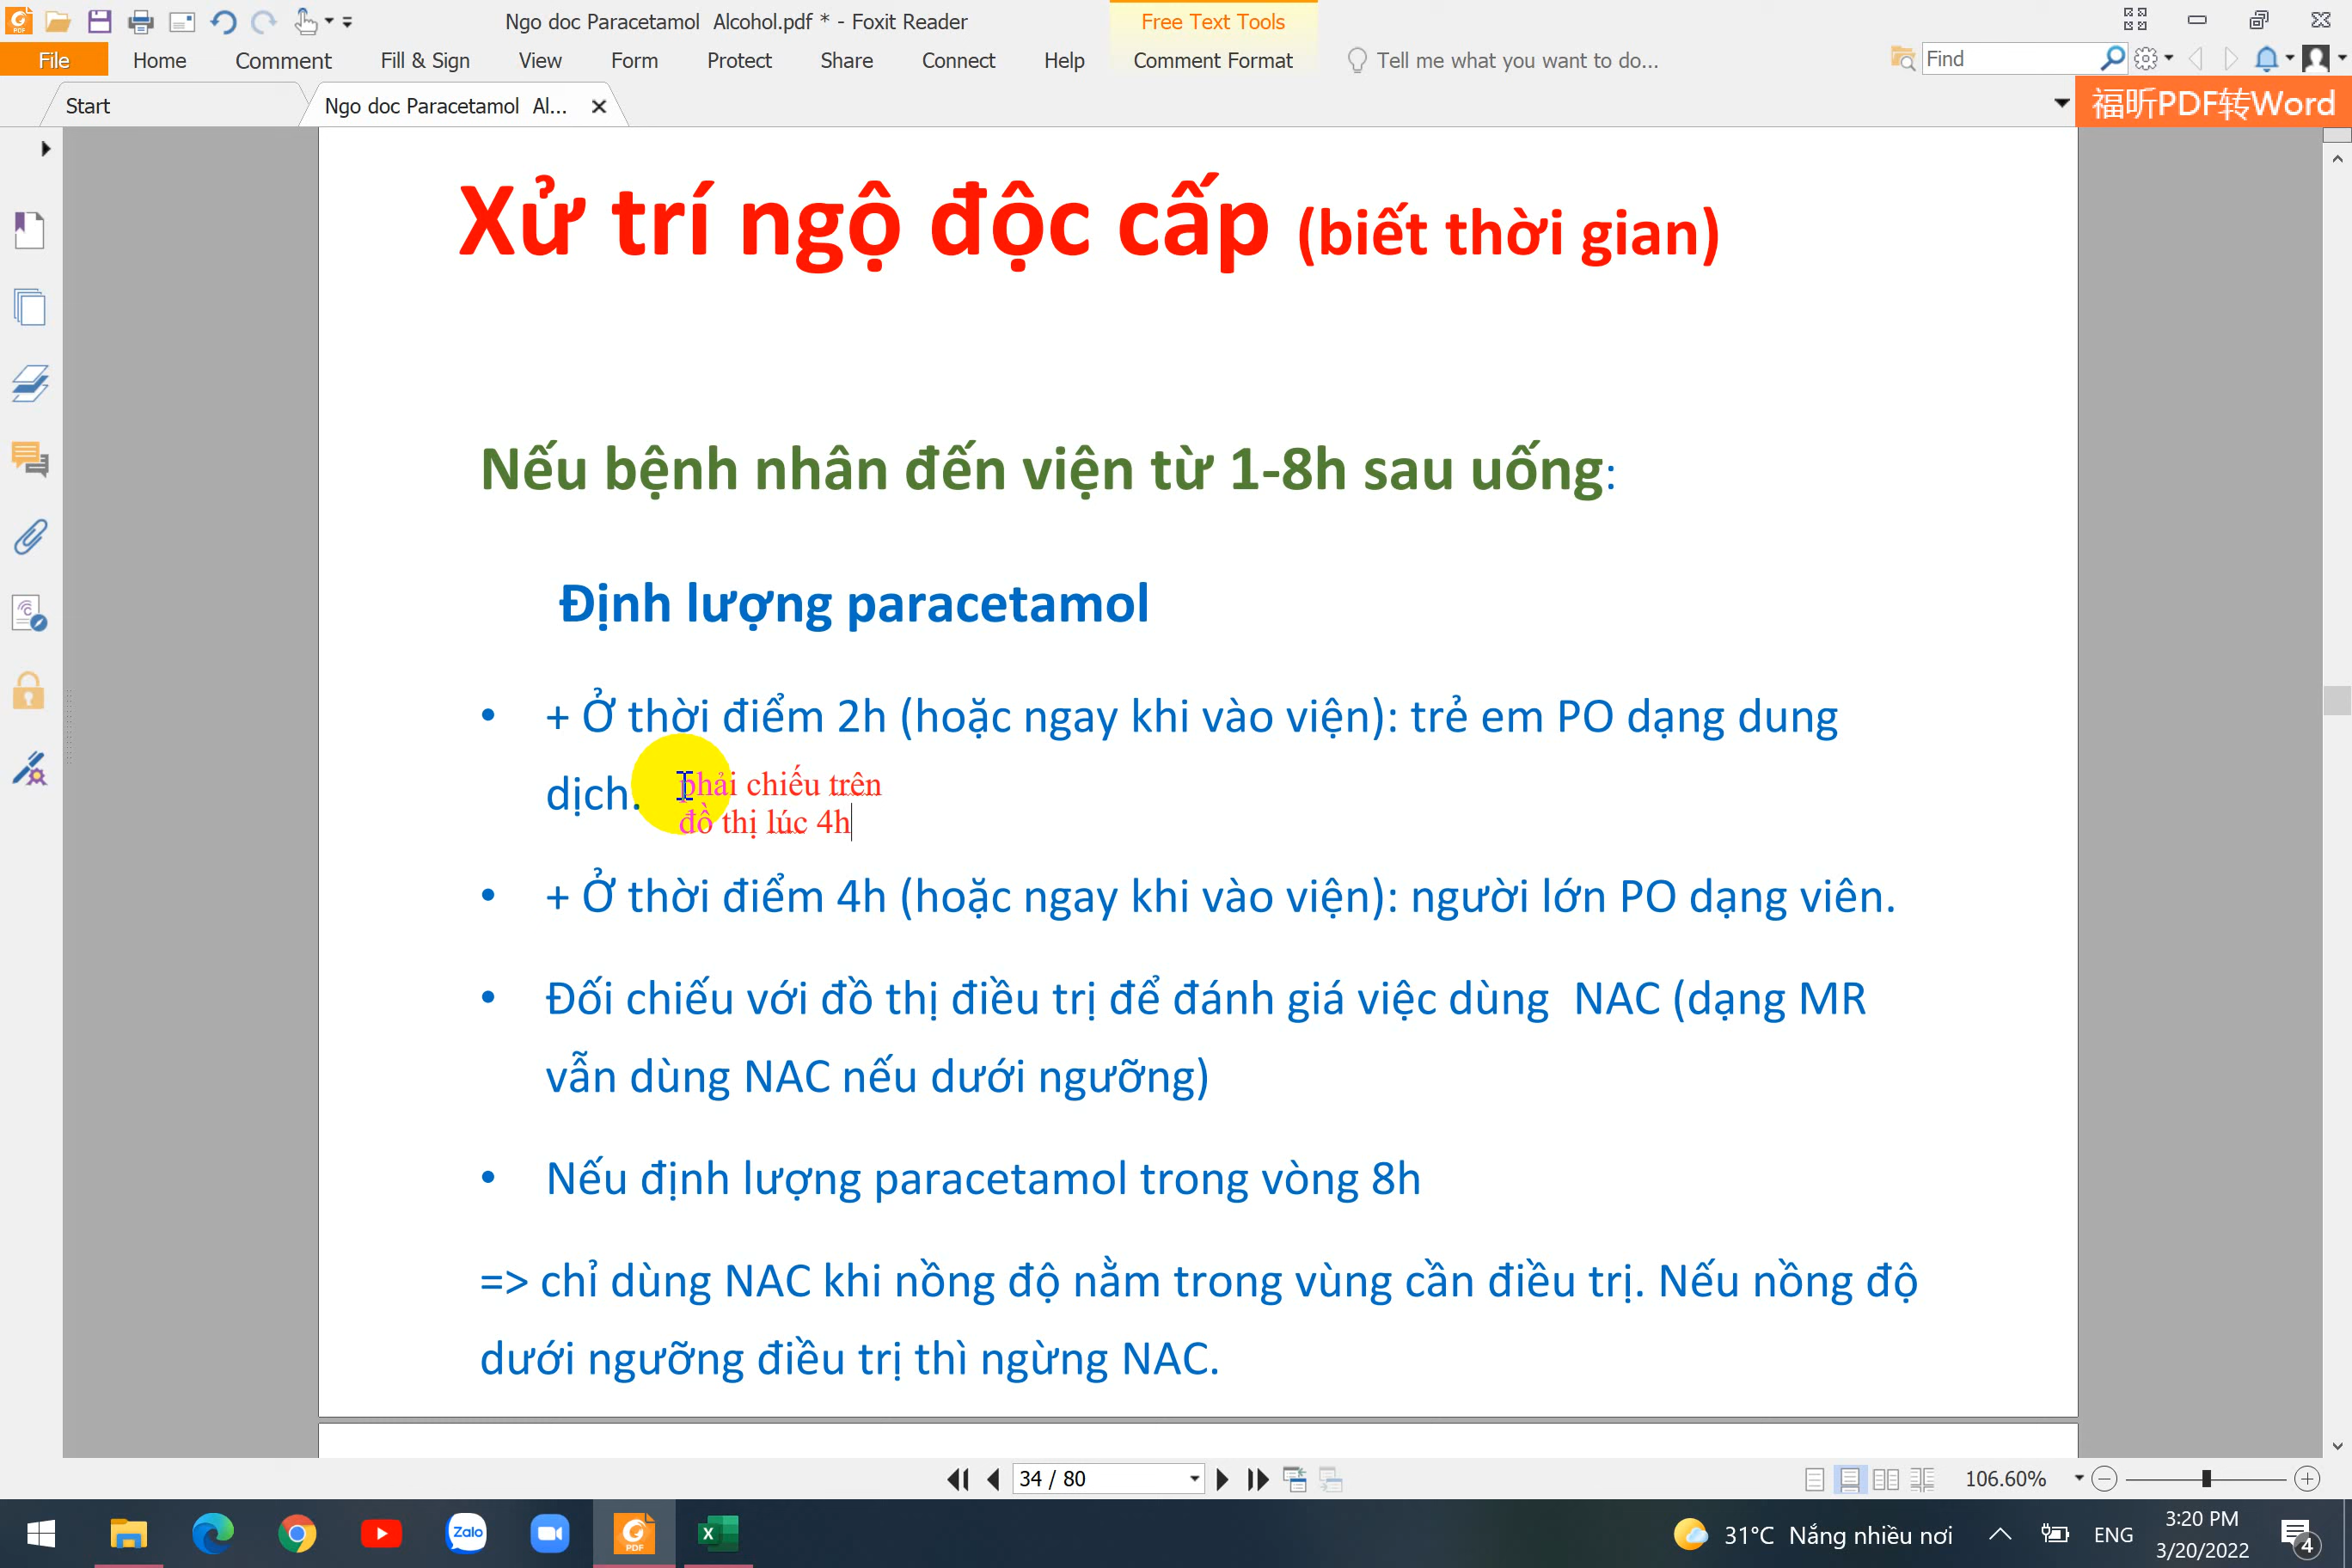 Ngo doc Paracetamol  Alcohol.pdf * - Foxit Reader
Free Text Tools
File
Home
Comment
Fill & Sign
View
Form
Protect
Share
Connect
Help
Comment Format
Tell me what you want to do...
Find
Start
Ngo doc Paracetamol  Al...
福昕PDF转Word
Xử trí ngộ độc cấp (biết thời gian)
Nếu bệnh nhân đến viện từ 1-8h sau uống:
Định lượng paracetamol
• + Ở thời điểm 2h (hoặc ngay khi vào viện): trẻ em PO dạng dung
dịch.
phải chiếu trên
đồ thị lúc 4h
• + Ở thời điểm 4h (hoặc ngay khi vào viện): người lớn PO dạng viên.
• Đối chiếu với đồ thị điều trị để đánh giá việc dùng  NAC (dạng MR
vẫn dùng NAC nếu dưới ngưỡng)
• Nếu định lượng paracetamol trong vòng 8h
=> chỉ dùng NAC khi nồng độ nằm trong vùng cần điều trị. Nếu nồng độ
dưới ngưỡng điều trị thì ngừng NAC.
34 / 80
106.60%
Zalo
PDF
31°C  Nắng nhiều nơi
ENG
3:20 PM
3/20/2022
4